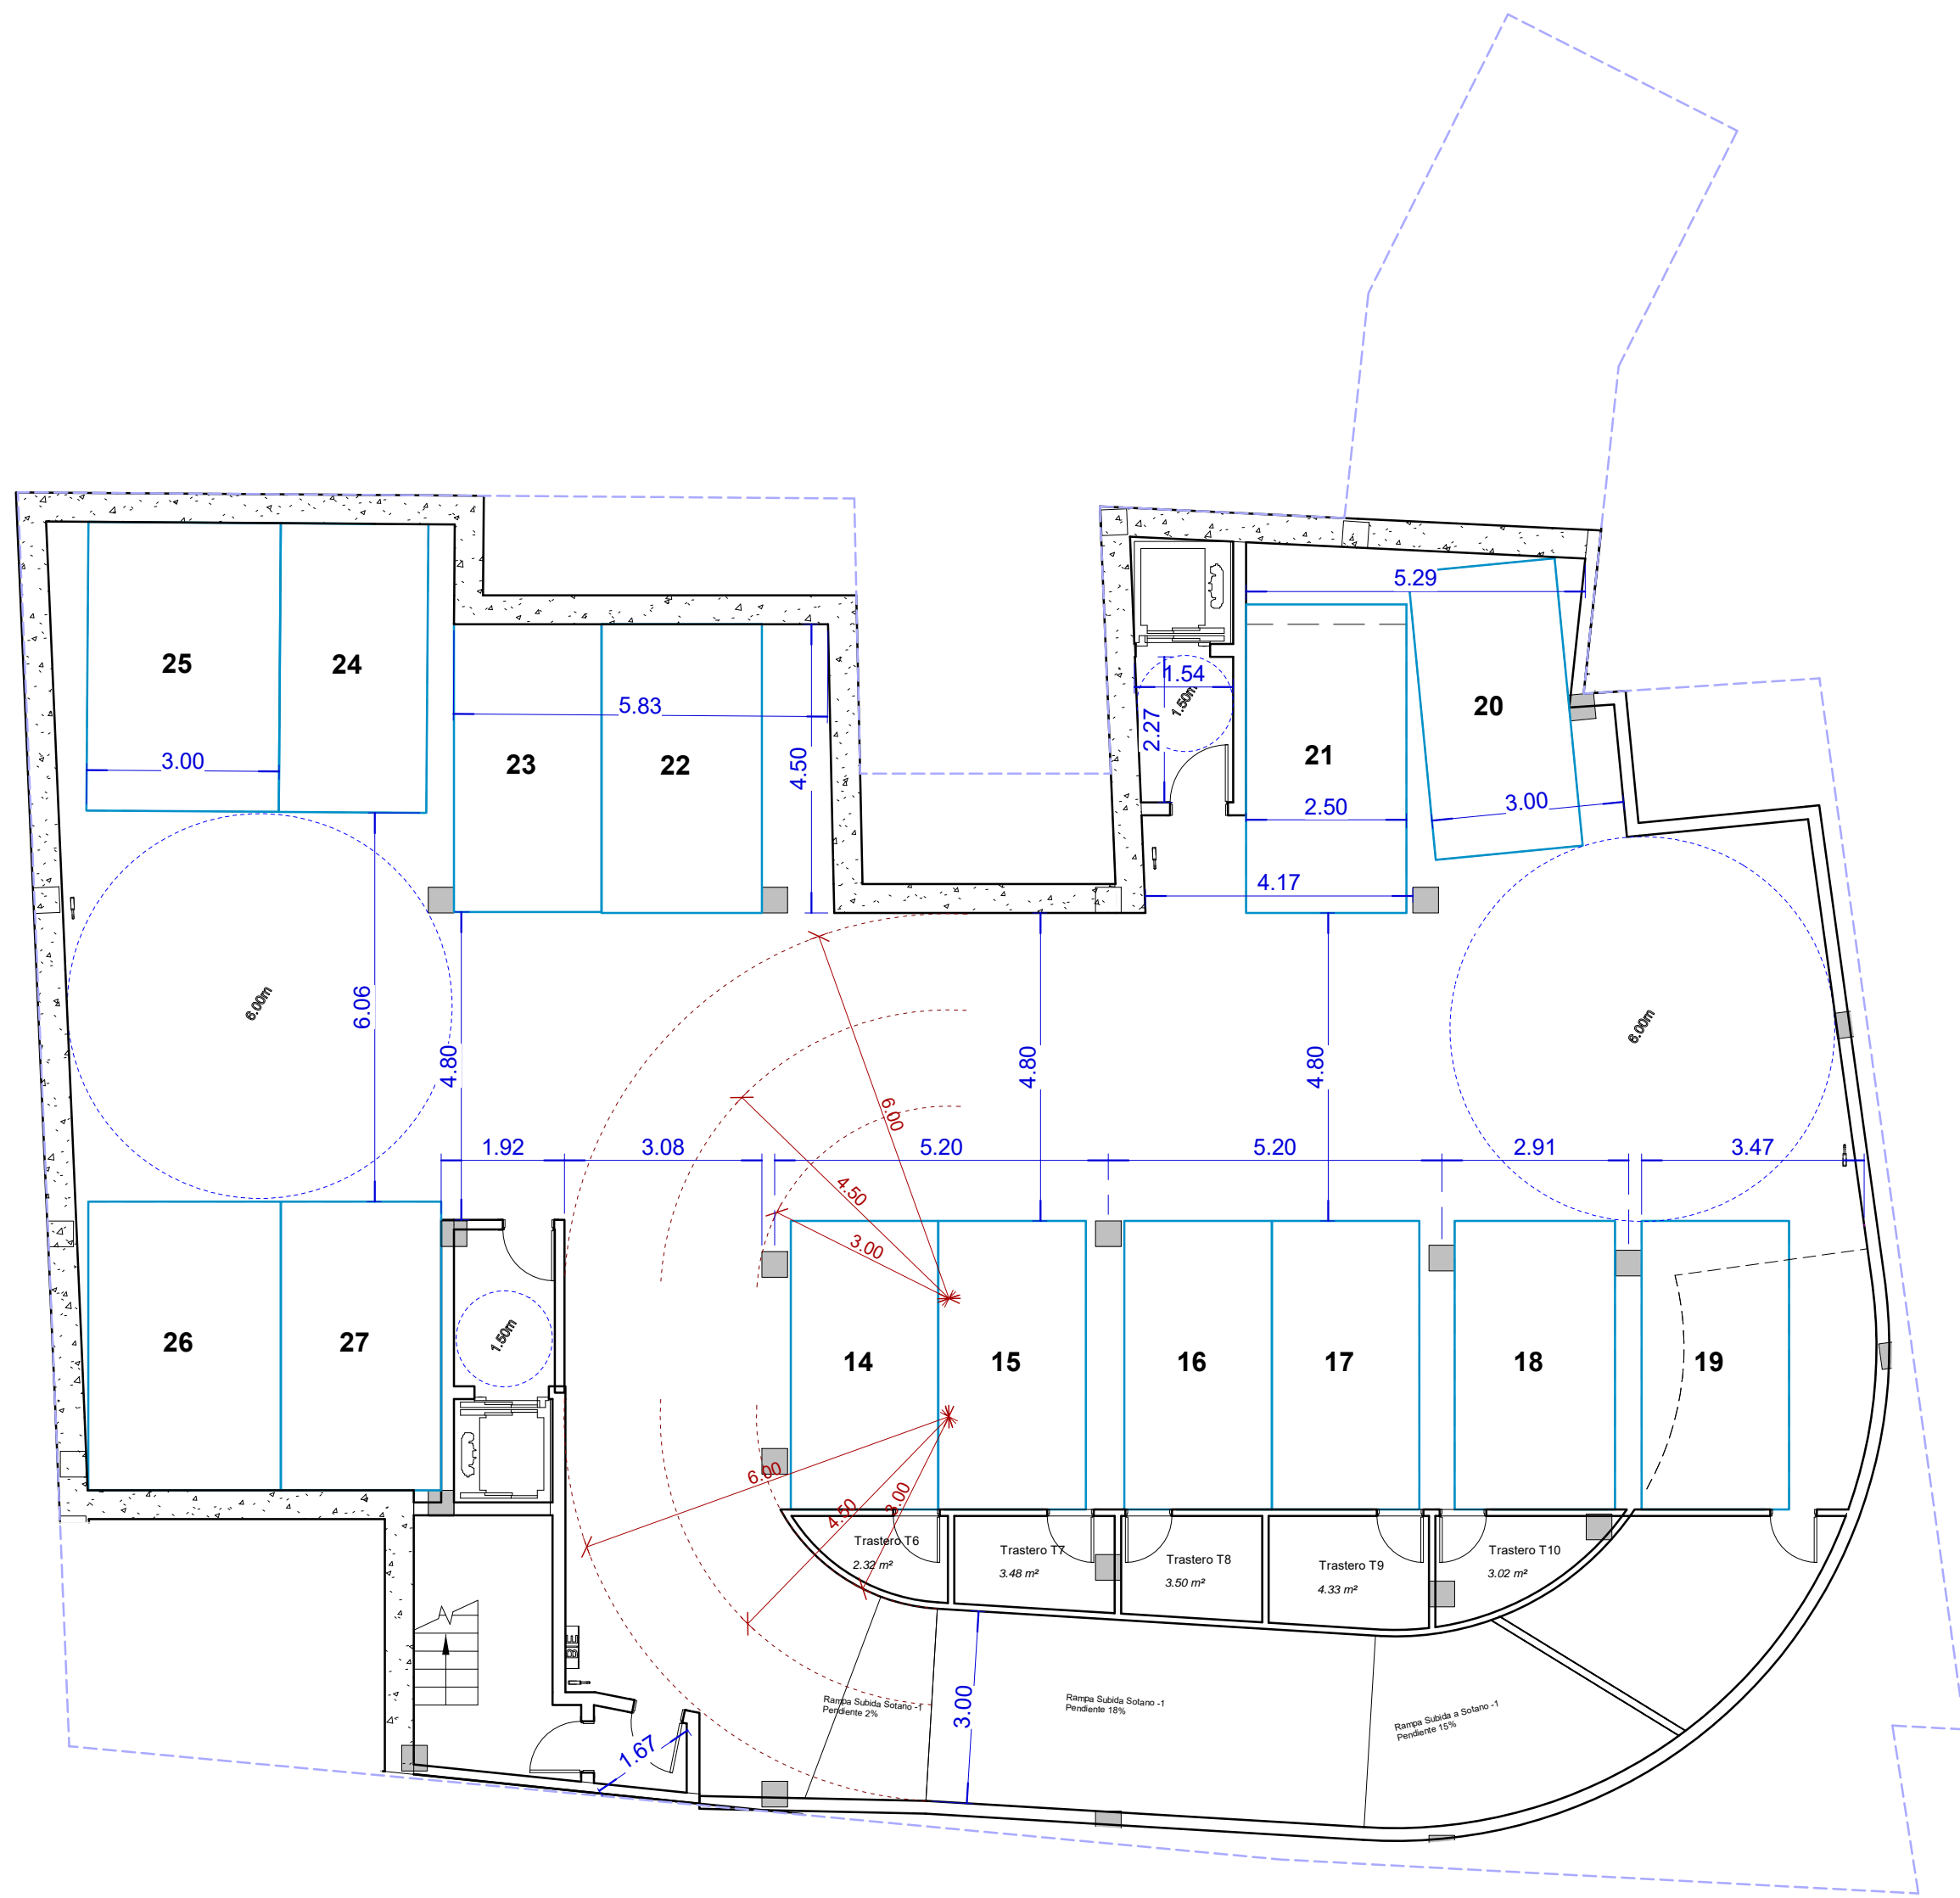 5.29
25
24
1.54
1.50m
2.27
20
5.83
23
22
4.50
21
3.00
3.00
2.50
4.17
6.00m
6.06
4.80
4.80
4.80
6.00m
6.00
1.92
3.08
5.20
5.20
2.91
3.47
4.50
3.00
26
27
1.50m
14
15
16
17
18
19
6.00
4.50
3.00
Trastero T6
2.32 m²
Trastero T7
3.48 m²
Trastero T8
3.50 m²
Trastero T9
4.33 m²
Trastero T10
3.02 m²
BE
Rampa Subida Sotano -1
Pendiente 2%
3.00
Rampa Subida Sotano -1
Pendiente 18%
Rampa Subida a Sotano -1
Pendiente 15%
1.67